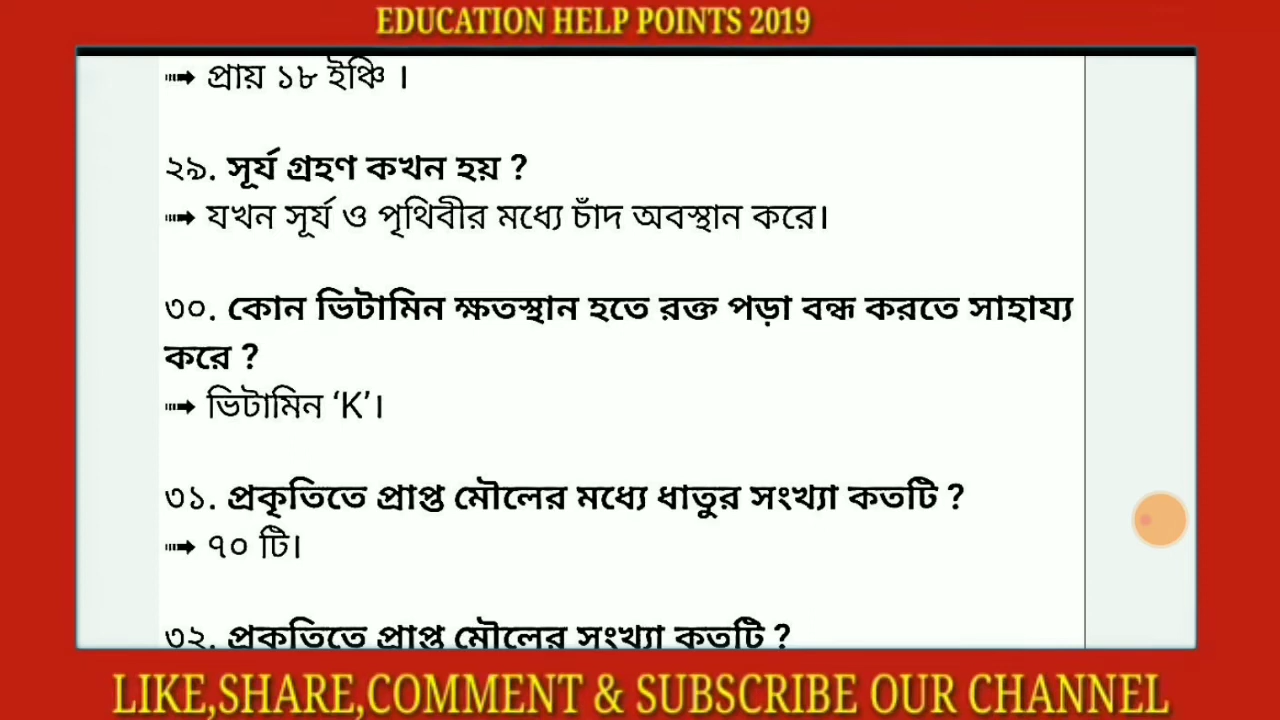 EDUCATION HELP POINTS 2019
➟ প্রায় ১৮ ইঞ্চি ।
২৯. সূর্য গ্রহণ কখন হয় ?
➟ যখন সূর্য ও পৃথিবীর মধ্যে চাঁদ অবস্থান করে।
৩০. কোন ভিটামিন ক্ষতস্থান হতে রক্ত পড়া বন্ধ করতে সাহায্য
করে ?
➟ ভিটামিন ‘K’।
৩১. প্রকৃতিতে প্রাপ্ত মৌলের মধ্যে ধাতুর সংখ্যা কতটি ?
➟ ৭০ টি।
৩২. প্রকৃতিতে প্রাপ্ত মৌলের সংখ্যা কতটি ?
LIKE,SHARE,COMMENT & SUBSCRIBE OUR CHANNEL